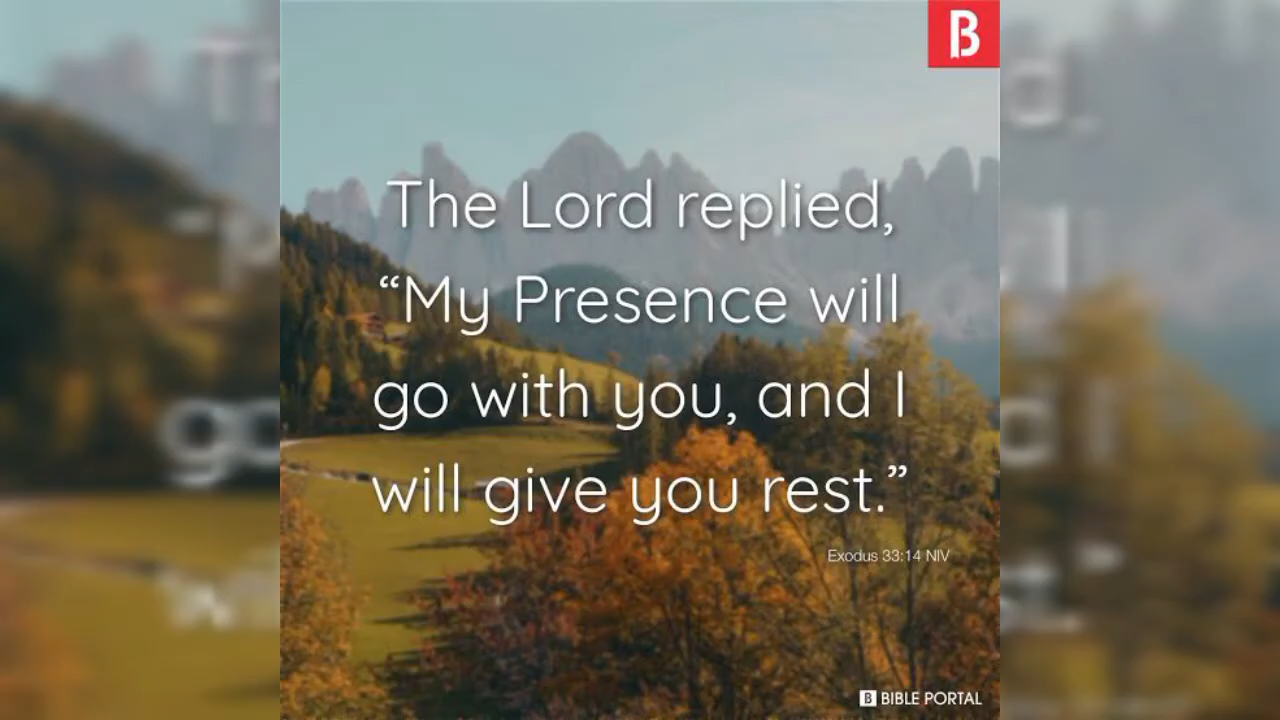 B
The Lord replied,
“My Presence will
go with you, and I
will give you rest.”
Exodus 33:14 NIV
B BIBLE PORTAL